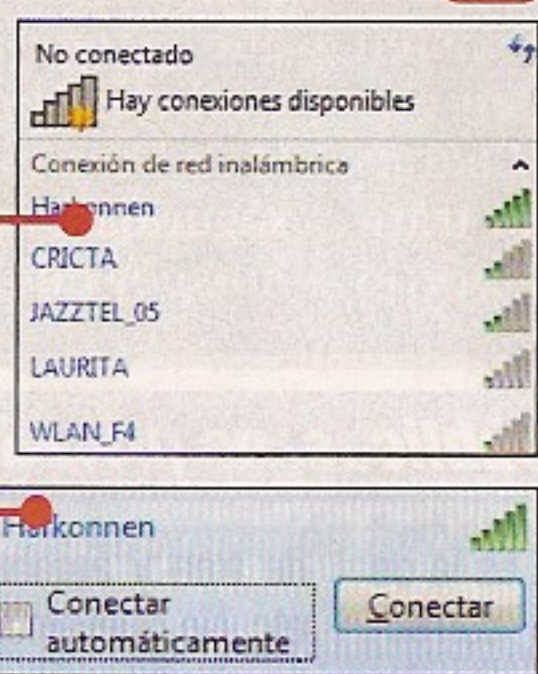 No conectado
Hay conexiones disponibles
Conexión de red inalámbrica
Harkonnen
CRICTA
JAZZTEL_05
LAURITA
WLAN_F4
Harkonnen
Conectar automáticamente
Conectar